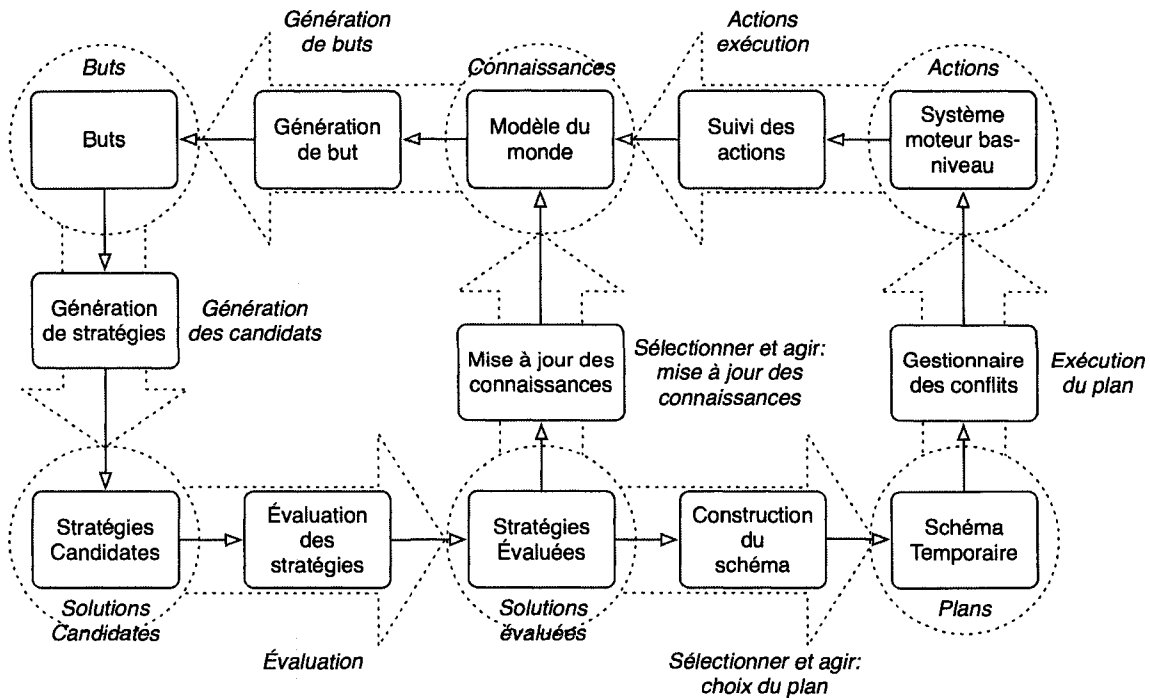 Génération
de buts
Actions
exécution
Buts
Connaissances
Actions
Buts
Génération
de but
Modèle du
monde
Suivi des
actions
Système
moteur bas-
niveau
Génération
de stratégies
Génération
des candidats
Mise à jour des
connaissances
Sélectionner et agir:
mise à jour des
connaissances
Gestionnaire
des conflits
Exécution
du plan
Stratégies
Candidates
Évaluation
des
stratégies
Stratégies
Évaluées
Construction
du
schéma
Schéma
Temporaire
Solutions
Candidates
Solutions
évaluées
Plans
Évaluation
Sélectionner et agir:
choix du plan